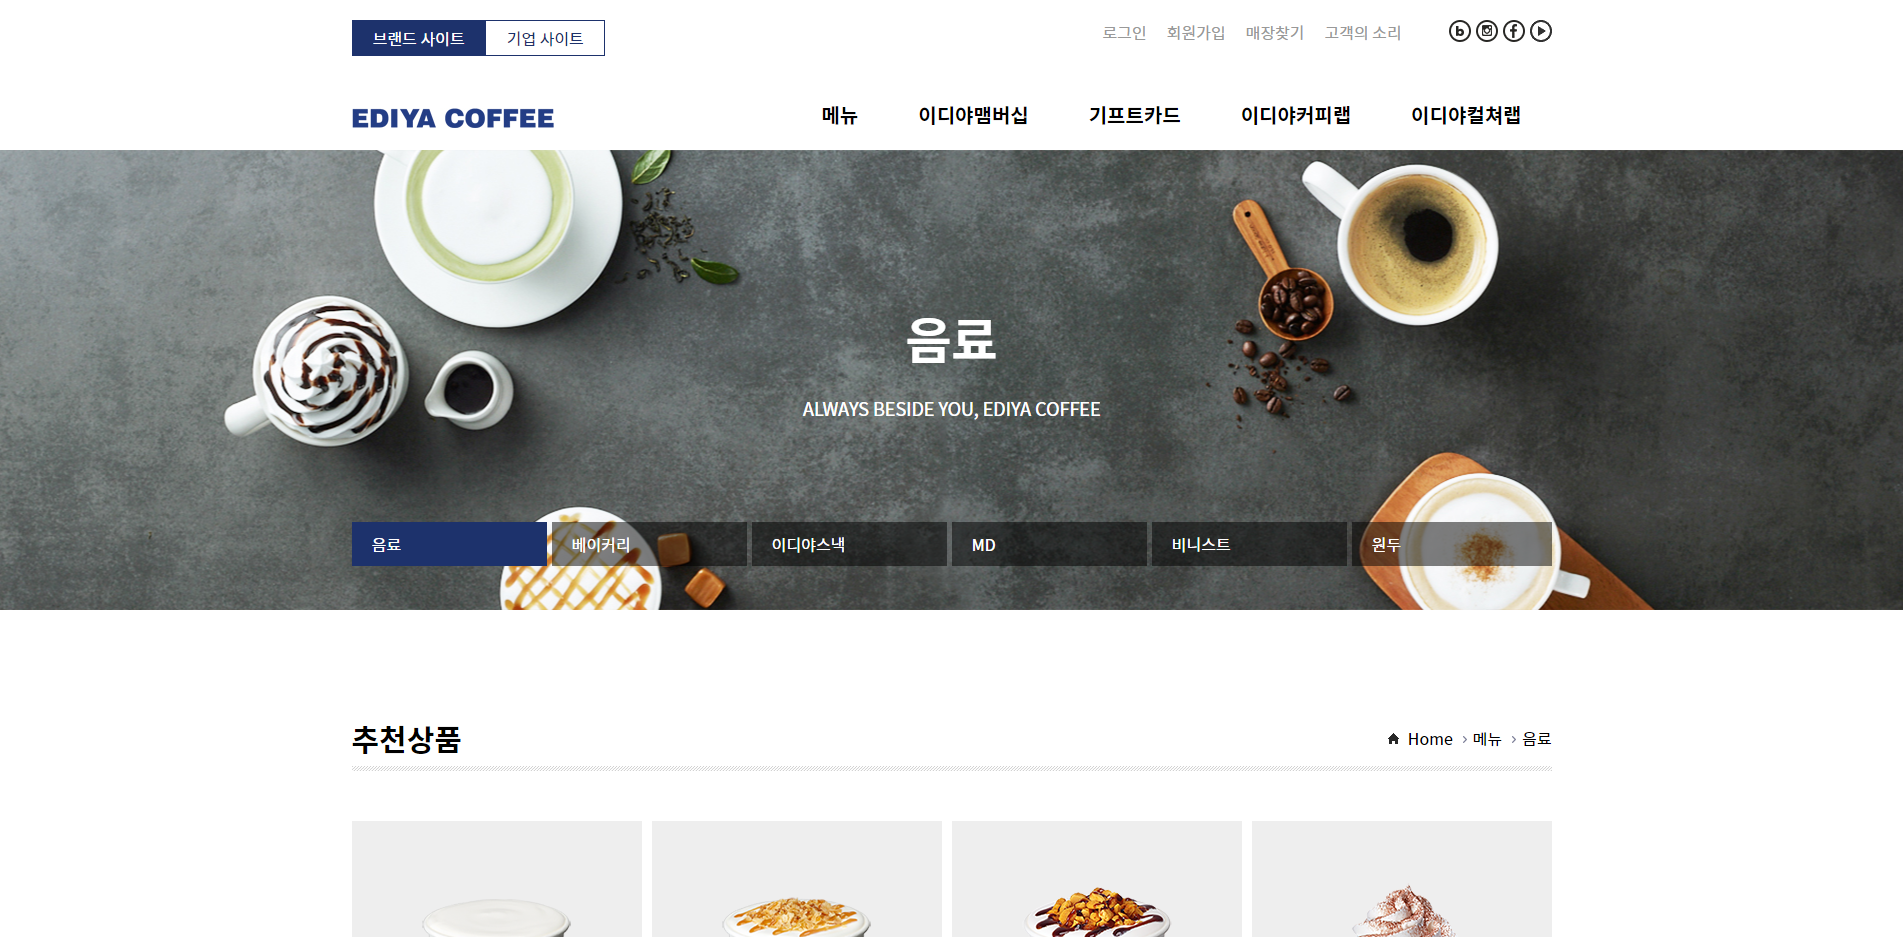 브랜드 사이트 기업 사이트 로그인 회원가입 매장찾기 고객의 소리
EDIYA COFFEE 메뉴 이디야맴버십 기프트카드 이디야커피랩 이디야컬쳐랩
음료
ALWAYS BESIDE YOU, EDIYA COFFEE
음료 베이커리 이디야스낵 MD 비니스트 원두
추천상품 Home > 메뉴 > 음료